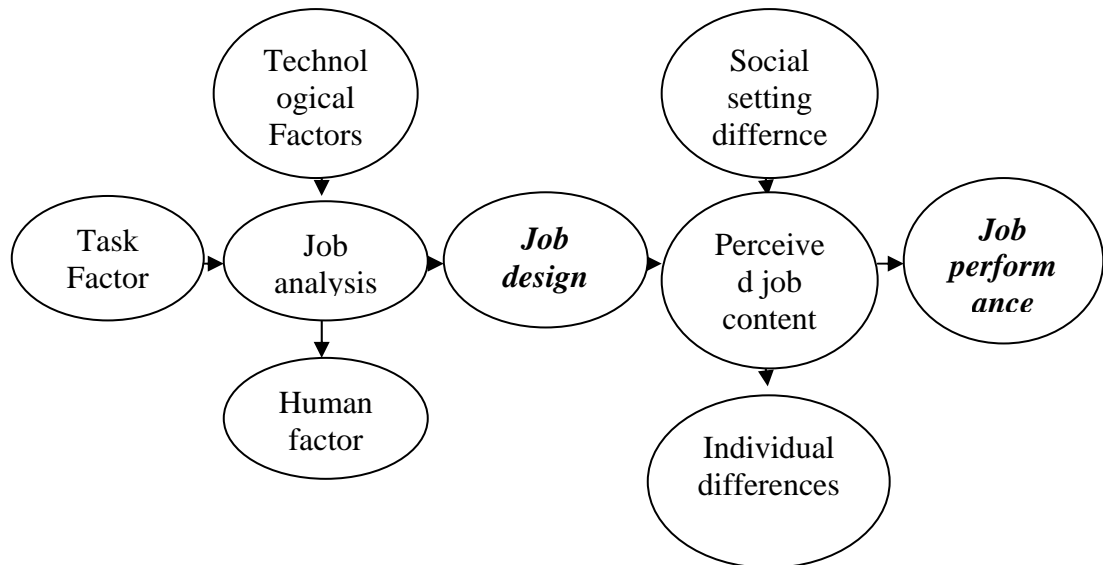 Technol
ogical
Factors
Social
setting
differnce
Task
Factor
Job
analysis
Job
design
Perceive
d job
content
Job
perform
ance
Human
factor
Individual
differences